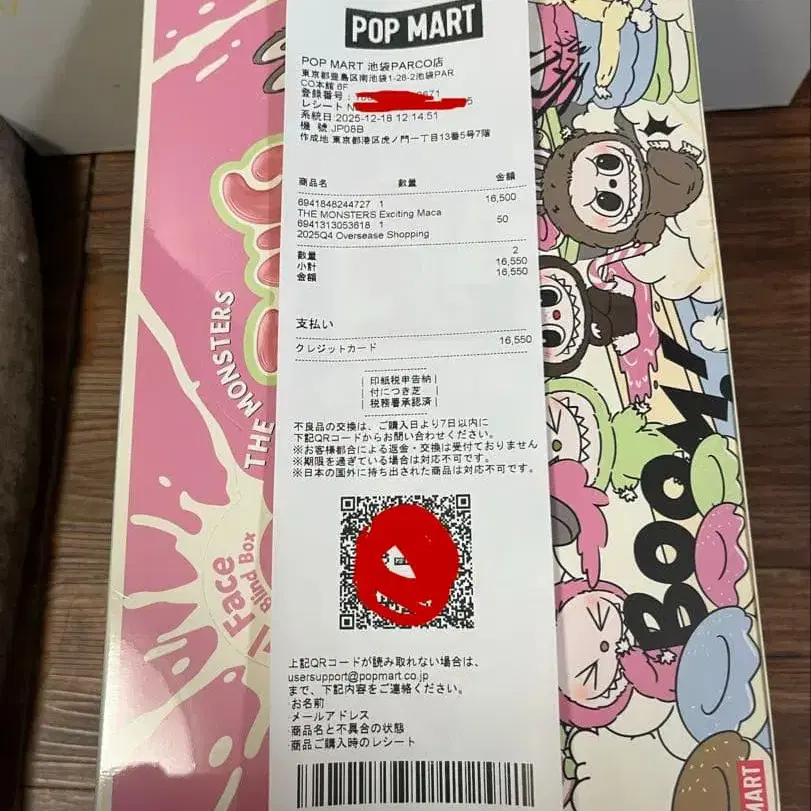 POP MART
POP MART 池袋PARCO店
東京都豊島区南池袋1-28-2池袋PAR
CO本館 6F
登録番号:
レシート
系統日:2025-12-18 12:14:51
機 號:JP08B
作成地:東京都港区虎ノ門一丁目13番5号7階
商品名 数量 金額
6941848244727 1 16,500
THE MONSTERS Exciting Maca
6941313053618 1 50
2025Q4 Oversease Shopping
数量 2
小計 16,550
金額 16,550
支払い
クレジットカード 16,550
印紙税申告納
付につき芝
税務署承認済
不良品の交換は、ご購入日より7日以内に
下記QRコードからお問い合わせください。
※お客様都合による返金・交換は受付ておりません
※期限を過ぎている場合は対応不可です。
※日本の国外に持ち出された商品は対応不可です。
上記QRコードが読み取れない場合は、
usersupport@popmart.co.jp
まで、下記内容をご連絡ください。
·お名前
·メールアドレス
·商品名と不具合の状態
·商品ご購入時のレシート
THE MONSTERS
Face
Blind Box
BOOM!
MART